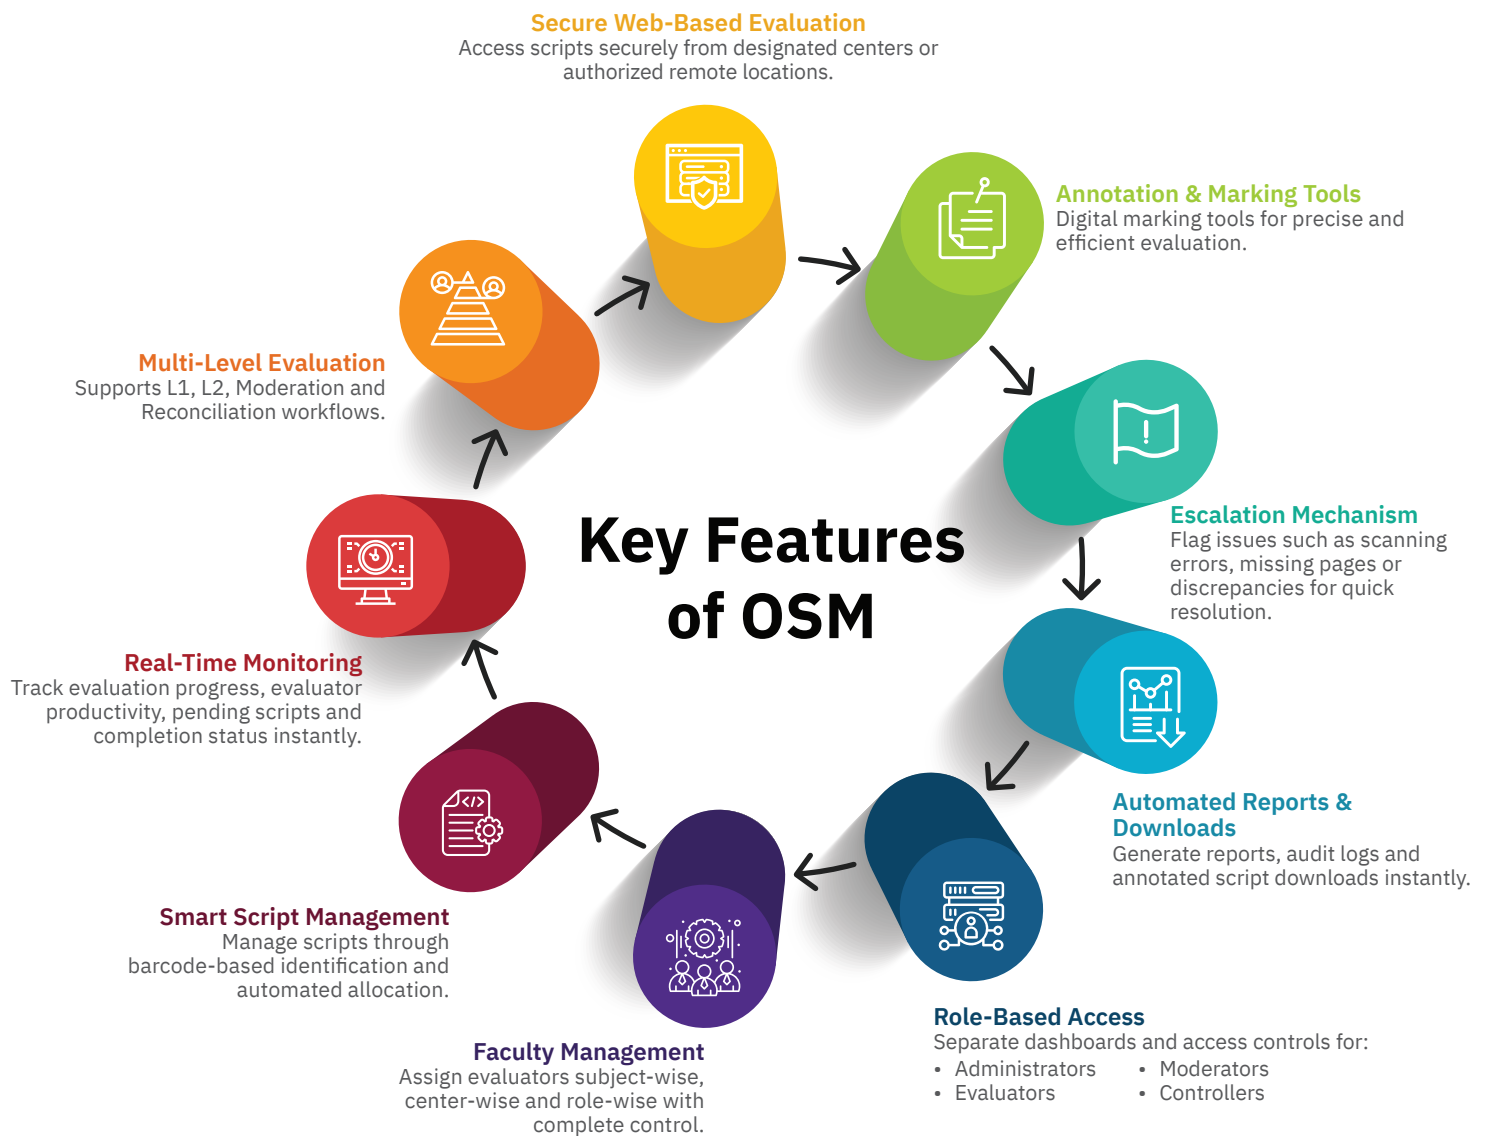 Secure Web-Based Evaluation
Access scripts securely from designated centers or
authorized remote locations.
Annotation & Marking Tools
Digital marking tools for precise and
efficient evaluation.
Escalation Mechanism
Flag issues such as scanning
errors, missing pages or
discrepancies for quick
resolution.
Automated Reports &
Downloads
Generate reports, audit logs and
annotated script downloads instantly.
Role-Based Access
Separate dashboards and access controls for:
• Administrators • Moderators
• Evaluators • Controllers
Faculty Management
Assign evaluators subject-wise,
center-wise and role-wise with
complete control.
Smart Script Management
Manage scripts through
barcode-based identification and
automated allocation.
Real-Time Monitoring
Track evaluation progress, evaluator
productivity, pending scripts and
completion status instantly.
Multi-Level Evaluation
Supports L1, L2, Moderation and
Reconciliation workflows.
Key Features
of OSM